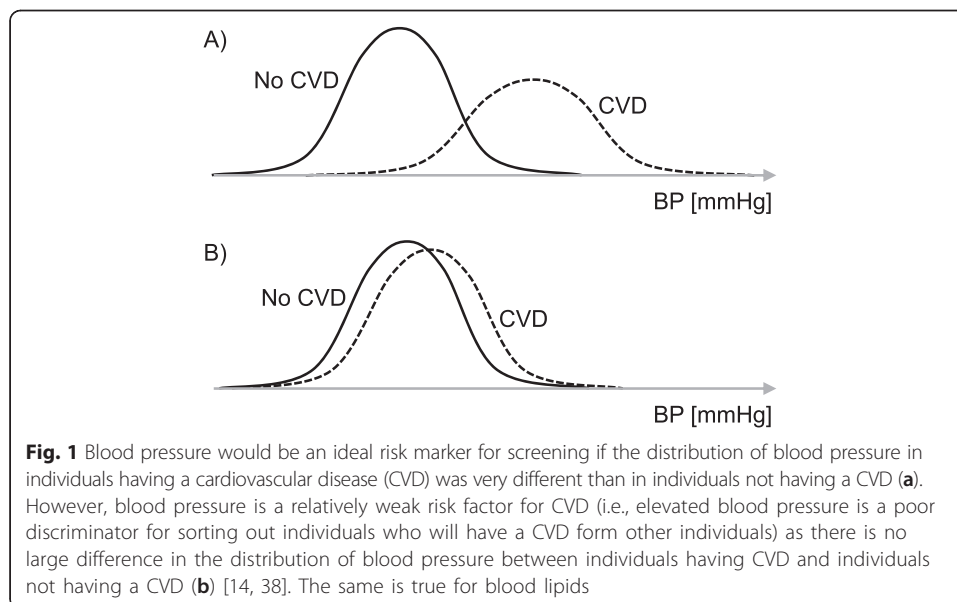 A)
No CVD
CVD
BP [mmHg]
B)
No CVD
CVD
BP [mmHg]
Fig. 1 Blood pressure would be an ideal risk marker for screening if the distribution of blood pressure in
individuals having a cardiovascular disease (CVD) was very different than in individuals not having a CVD (a).
However, blood pressure is a relatively weak risk factor for CVD (i.e., elevated blood pressure is a poor
discriminator for sorting out individuals who will have a CVD form other individuals) as there is no
large difference in the distribution of blood pressure between individuals having CVD and individuals
not having a CVD (b) [14, 38]. The same is true for blood lipids